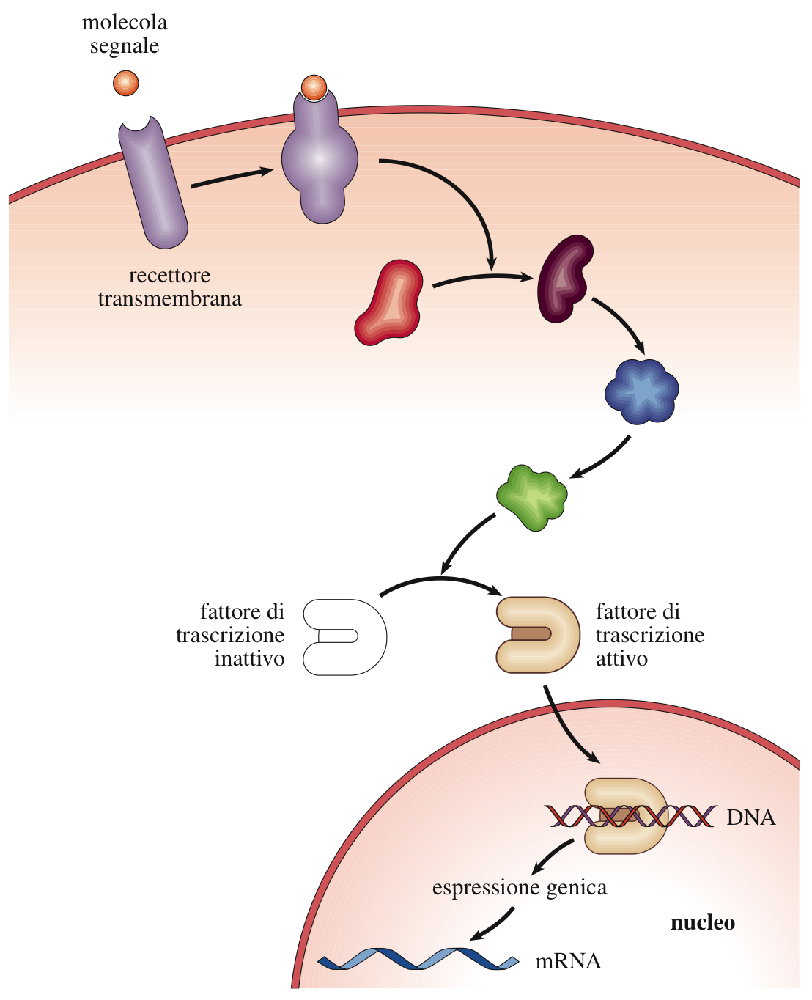 molecola
segnale
recettore
transmembrana
fattore di
trascrizione
inattivo
fattore di
trascrizione
attivo
DNA
espressione genica
nucleo
mRNA